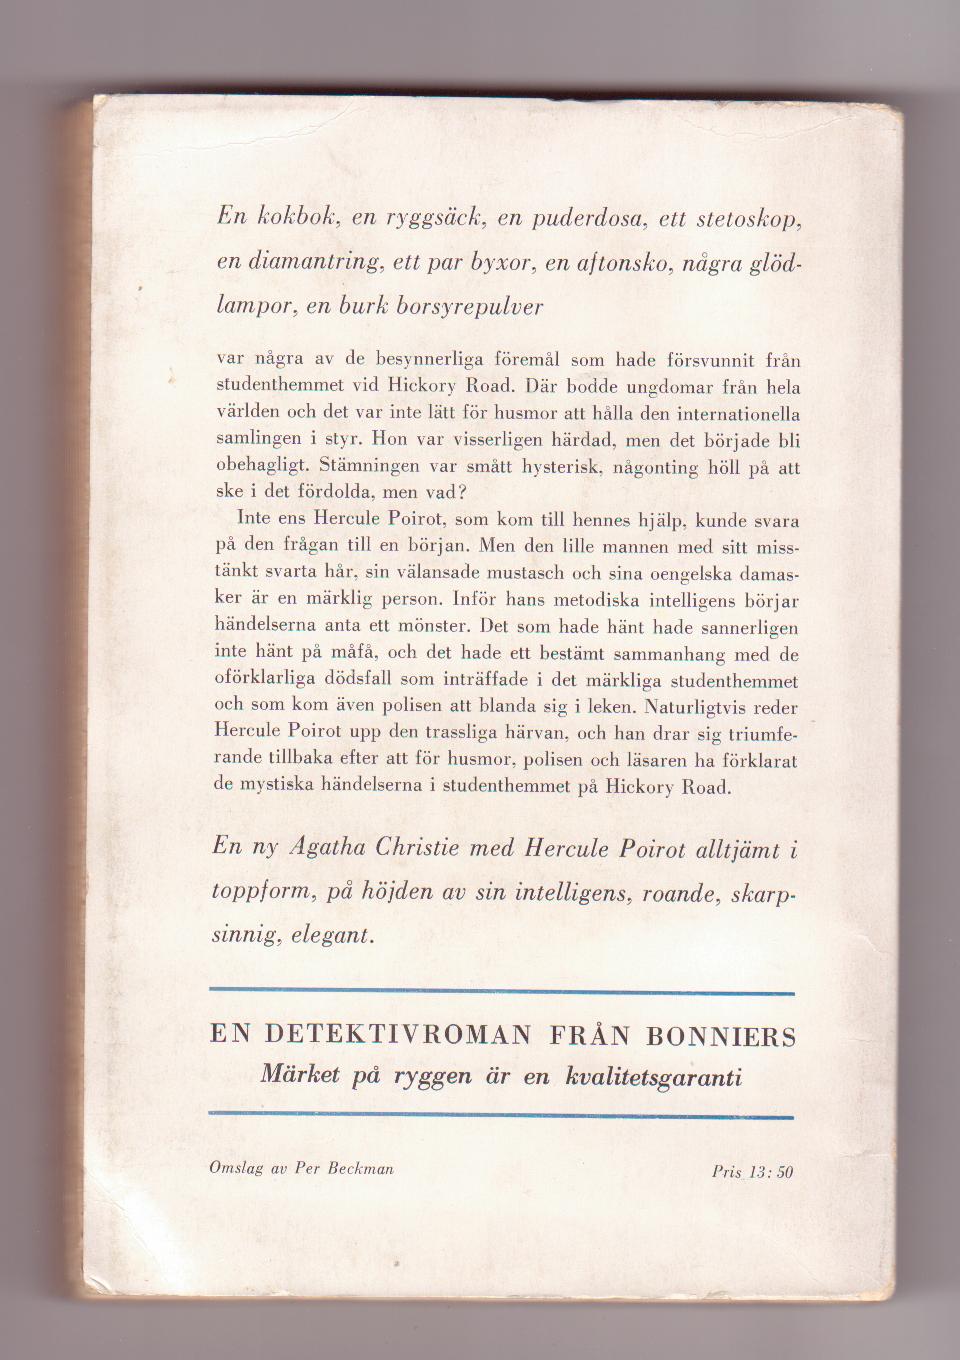 En kokbok, en ryggsäck, en puderdosa, ett stetoskop,
en diamantring, ett par byxor, en aftonsko, några glöd-
lampor, en burk borsyrepulver
var några av de besynnerliga föremål som hade försvunnit från
studenthemmet vid Hickory Road. Där bodde ungdomar från hela
världen och det var inte lätt för husmor att hålla den internationella
samlingen i styr. Hon var visserligen härdad, men det började bli
obehagligt. Stämningen var smått hysterisk, någonting höll på att
ske i det fördolda, men vad?
Inte ens Hercule Poirot, som kom till hennes hjälp, kunde svara
på den frågan till en början. Men den lille mannen med sitt miss-
tänkt svarta hår, sin välansade mustasch och sina oengelska damas-
ker är en märklig person. Inför hans metodiska intelligens börjar
händelserna anta ett mönster. Det som hade hänt hade sannerligen
inte hänt på måfå, och det hade ett bestämt sammanhang med de
oförklarliga dödsfall som inträffade i det märkliga studenthemmet
och som kom även polisen att blanda sig i leken. Naturligtvis reder
Hercule Poirot upp den trassliga härvan, och han drar sig triumfe-
rande tillbaka efter att för husmor, polisen och läsaren ha förklarat
de mystiska händelserna i studenthemmet på Hickory Road.
En ny Agatha Christie med Hercule Poirot alltjämt i
toppform, på höjden av sin intelligens, roande, skarp-
sinnig, elegant.
EN DETEKTIVROMAN FRÅN BONNIERS
Märket på ryggen är en kvalitetsgaranti
Omslag av Per Beckman
Pris 13:50